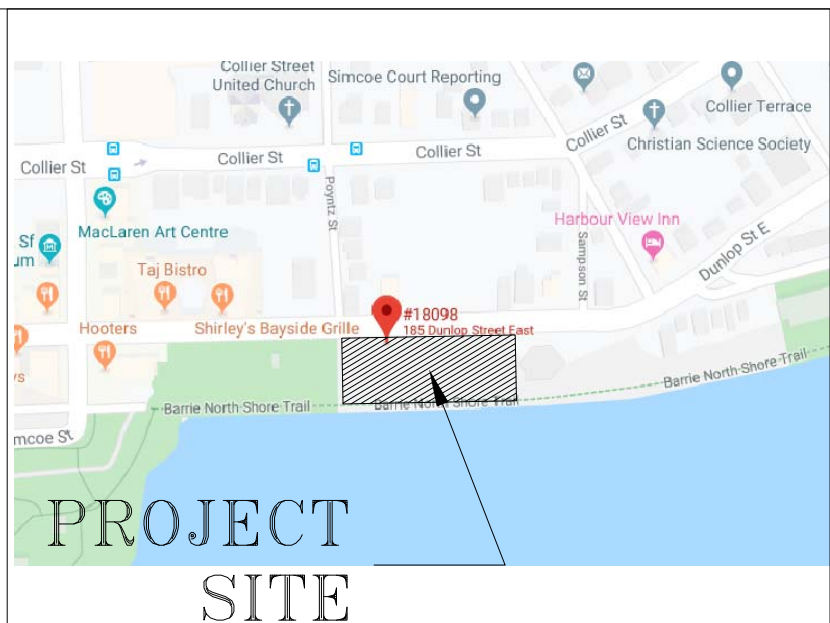 Collier Street
United Church
Simcoe Court Reporting
Collier Terrace
Collier St
Christian Science Society
Collier St
Collier St
Collier St
Poyntz St
MacLaren Art Centre
Harbour View Inn
Sf
um
Sampson St
Dunlop St E
Taj Bistro
#18098
185 Dunlop Street East
Hooters
Shirley's Bayside Grille
ys
Barrie North Shore Trail
Barrie North Shore Trail
Barrie North Shore Trail
mcoe St
PROJECT
SITE